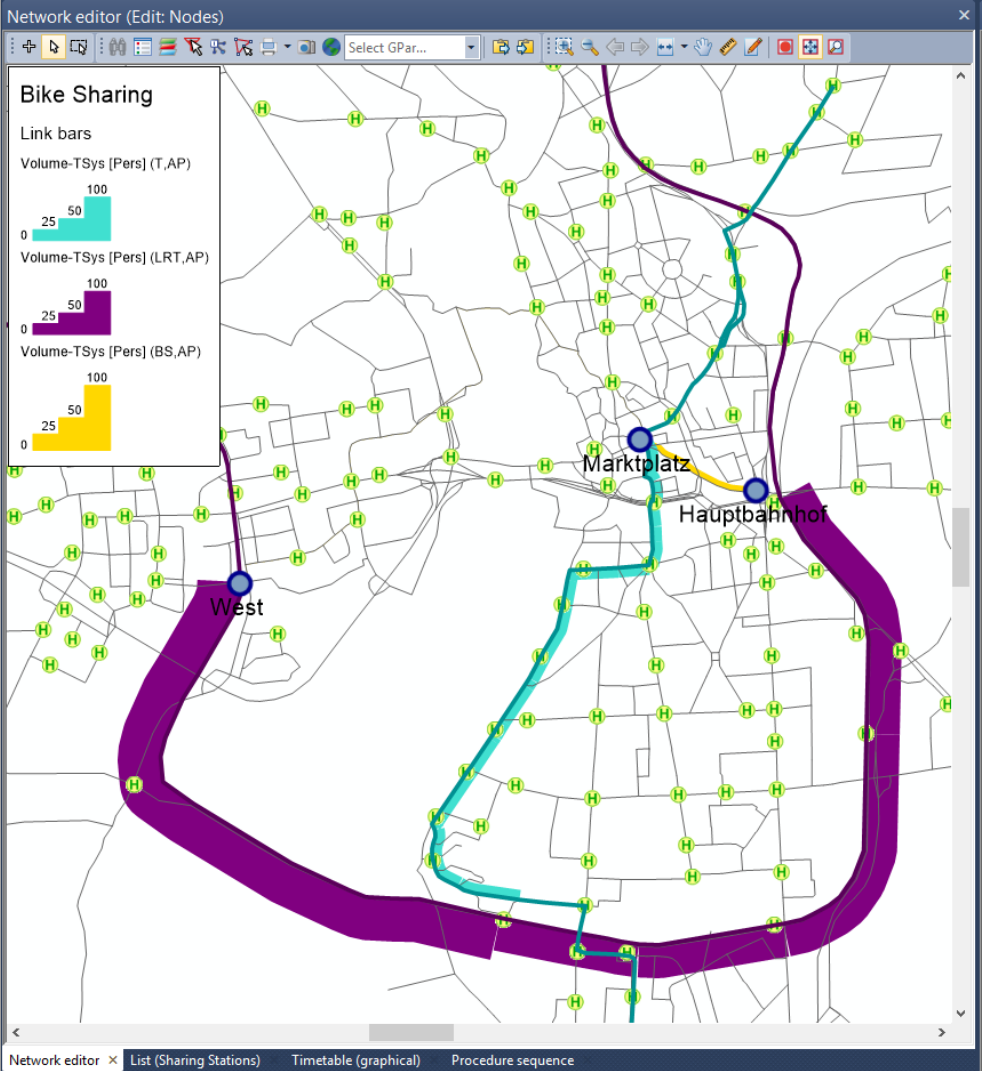 Network editor (Edit: Nodes)
Select GPar...
Bike Sharing
Link bars
Volume-TSys [Pers] (T,AP)
0 25 50 100
Volume-TSys [Pers] (LRT,AP)
0 25 50 100
Volume-TSys [Pers] (BS,AP)
0 25 50 100
Marktplatz
Hauptbahnhof
West
Network editor × List (Sharing Stations) × Timetable (graphical) × Procedure sequence ×